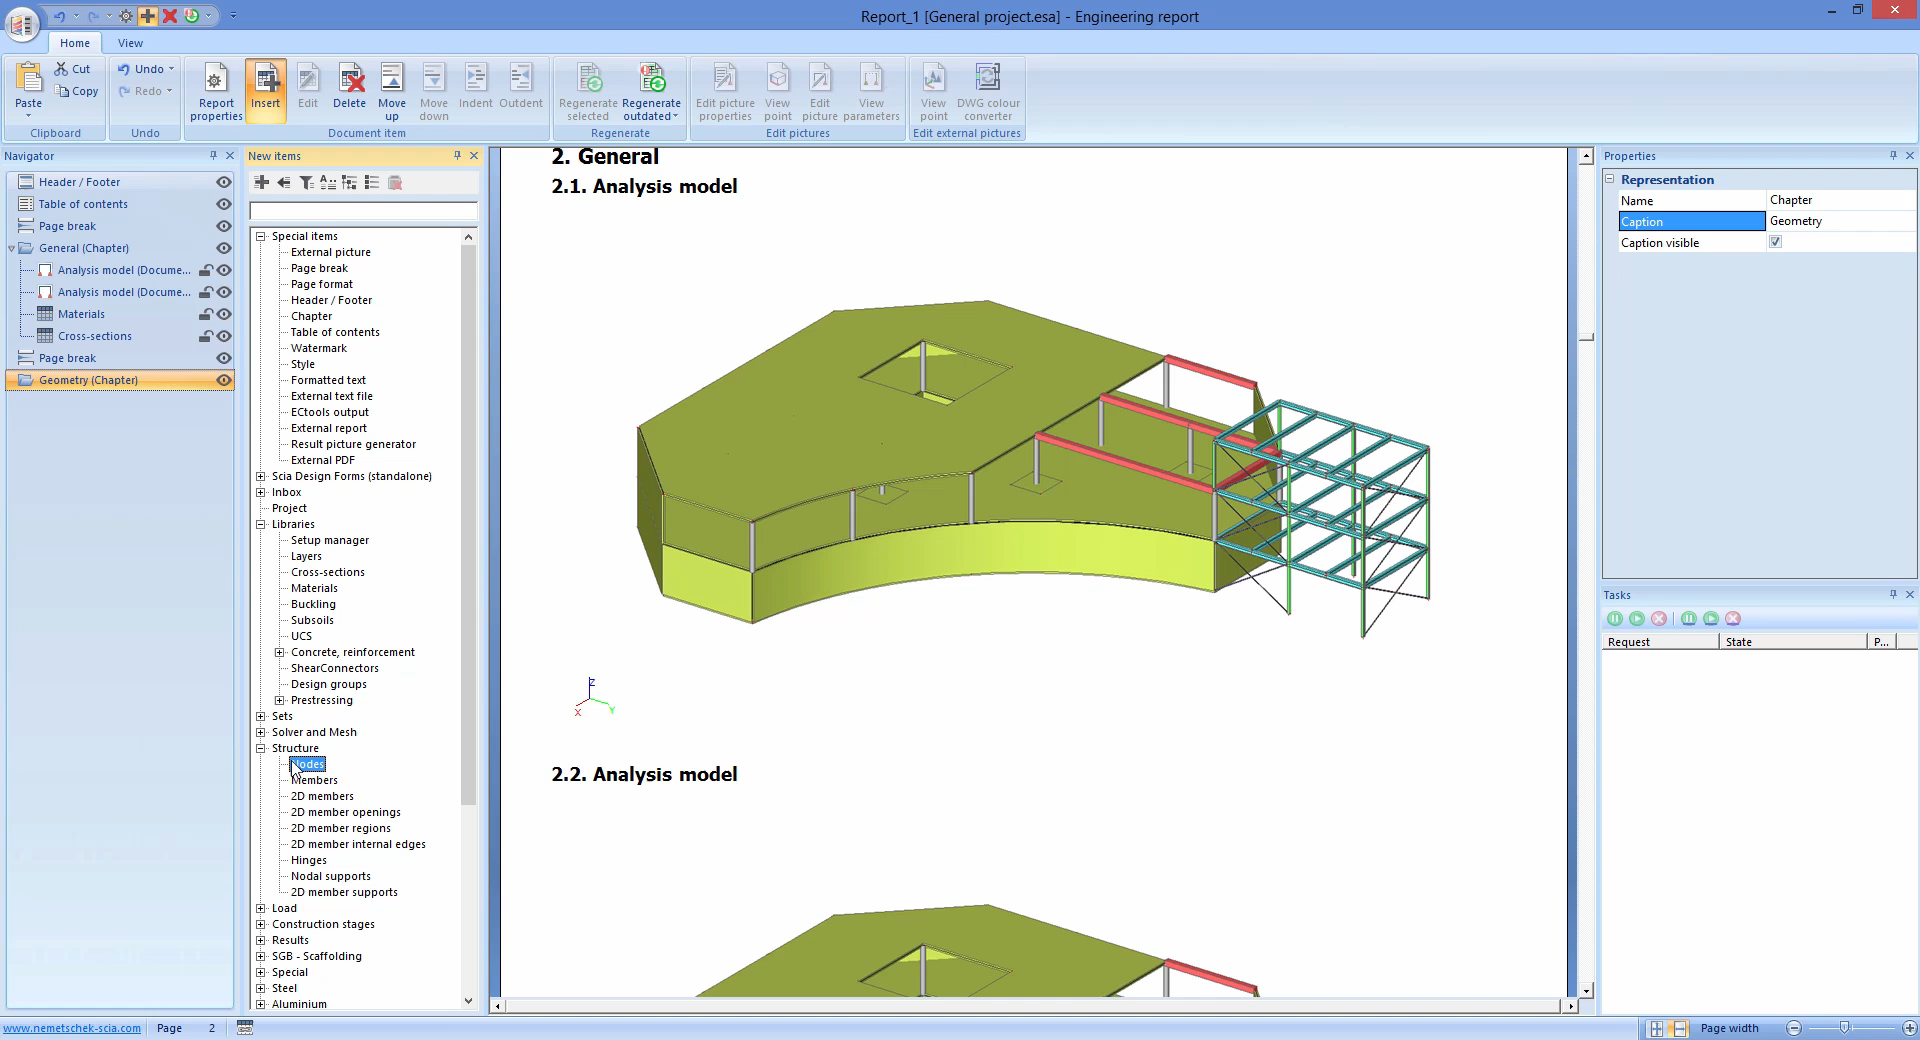 Report_1 [General project.esa] - Engineering report
Home
View
Paste
Cut
Copy
Clipboard
Undo
Redo
Undo
Report properties
Insert
Edit
Delete
Move up
Move down
Indent
Outdent
Document item
Regenerate selected
Regenerate outdated
Regenerate
Edit picture properties
View point
Edit picture
View parameters
Edit pictures
View point
DWG colour converter
Edit external pictures
Navigator
Header / Footer
Table of contents
Page break
General (Chapter)
Analysis model (Docume...
Analysis model (Docume...
Materials
Cross-sections
Page break
Geometry (Chapter)
New items
Special items
External picture
Page break
Page format
Header / Footer
Chapter
Table of contents
Watermark
Style
Formatted text
External text file
ECtools output
External report
Result picture generator
External PDF
Scia Design Forms (standalone)
Inbox
Project
Libraries
Setup manager
Layers
Cross-sections
Materials
Buckling
Subsoils
UCS
Concrete, reinforcement
ShearConnectors
Design groups
Prestressing
Sets
Solver and Mesh
Structure
Nodes
Members
2D members
2D member openings
2D member regions
2D member internal edges
Hinges
Nodal supports
2D member supports
Load
Construction stages
Results
SGB - Scaffolding
Special
Steel
Aluminium
2. General
2.1. Analysis model
Z
X
Y
2.2. Analysis model
Properties
Representation
Name Chapter
Caption Geometry
Caption visible
Tasks
Request State P...
www.nemetschek-scia.com Page 2
Page width